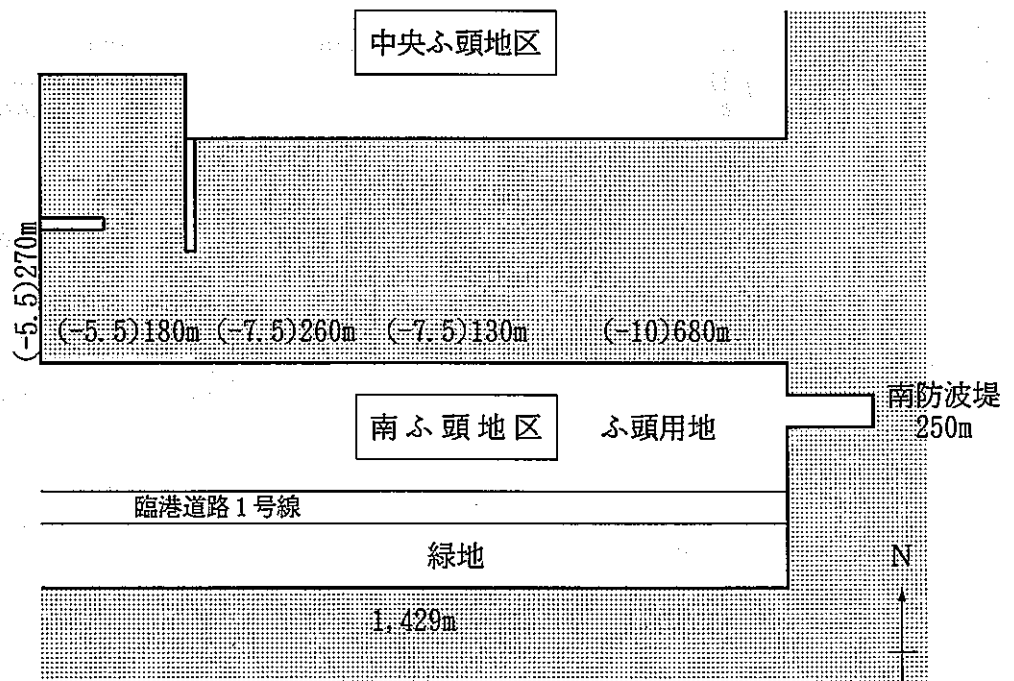 中央ふ頭地区
(-5.5)270m
(-5.5)180m (-7.5)260m (-7.5)130m (-10)680m
南防波堤
250m
南ふ頭地区 ふ頭用地
臨港道路1号線
緑地
N
1,429m